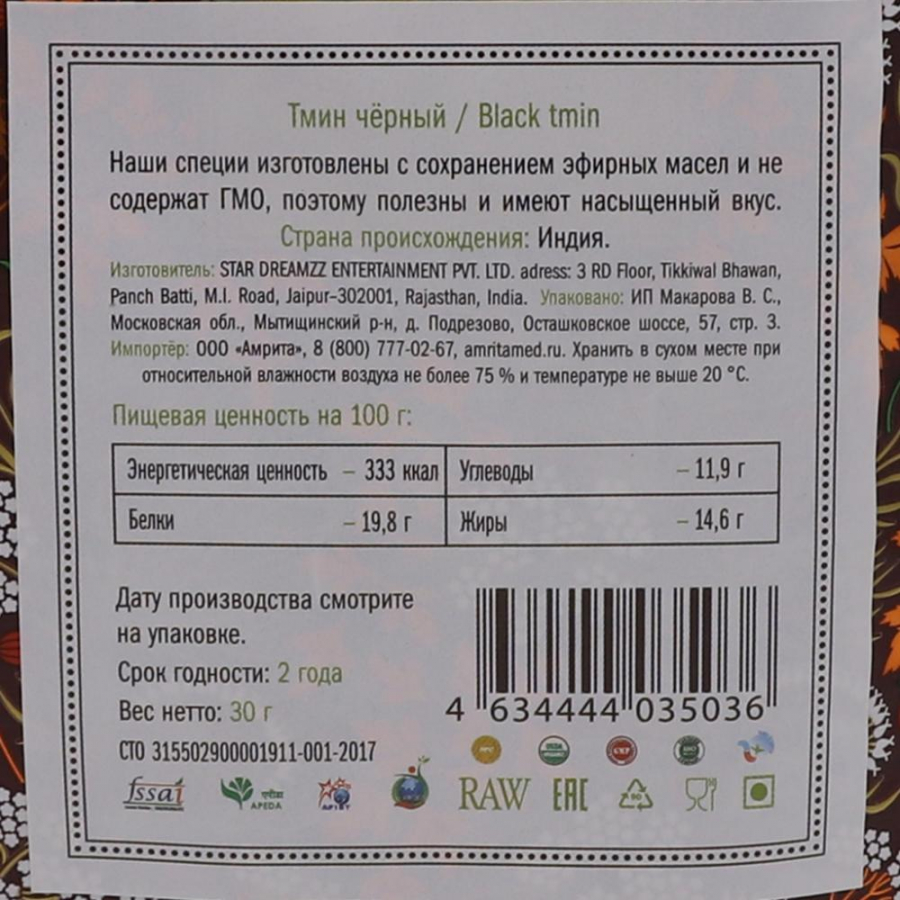 Тмин чёрный / Black tmin
Наши специи изготовлены с сохранением эфирных масел и не
содержат ГМО, поэтому полезны и имеют насыщенный вкус.
Страна происхождения: Индия.
Изготовитель: STAR DREAMZZ ENTERTAINMENT PVT. LTD. adress: 3 RD Floor, Tikkiwal Bhawan,
Panch Batti, M.I. Road, Jaipur-302001, Rajasthan, India. Упаковано: ИП Макарова В. С.,
Московская обл., Мытищинский р-н, д. Подрезово, Осташковское шоссе, 57, стр. 3.
Импортёр: ООО «Амрита», 8 (800) 777-02-67, amritamed.ru. Хранить в сухом месте при
относительной влажности воздуха не более 75 % и температуре не выше 20 °C.
Пищевая ценность на 100 г:
Энергетическая ценность – 333 ккал Углеводы – 11,9 г
Белки – 19,8 г Жиры – 14,6 г
Дату производства смотрите
на упаковке.
Срок годности: 2 года
Вес нетто: 30 г
4 634444 035036
СТО 315502900001911-001-2017
fssai
एपीडा
APEDA
RAW
EAC